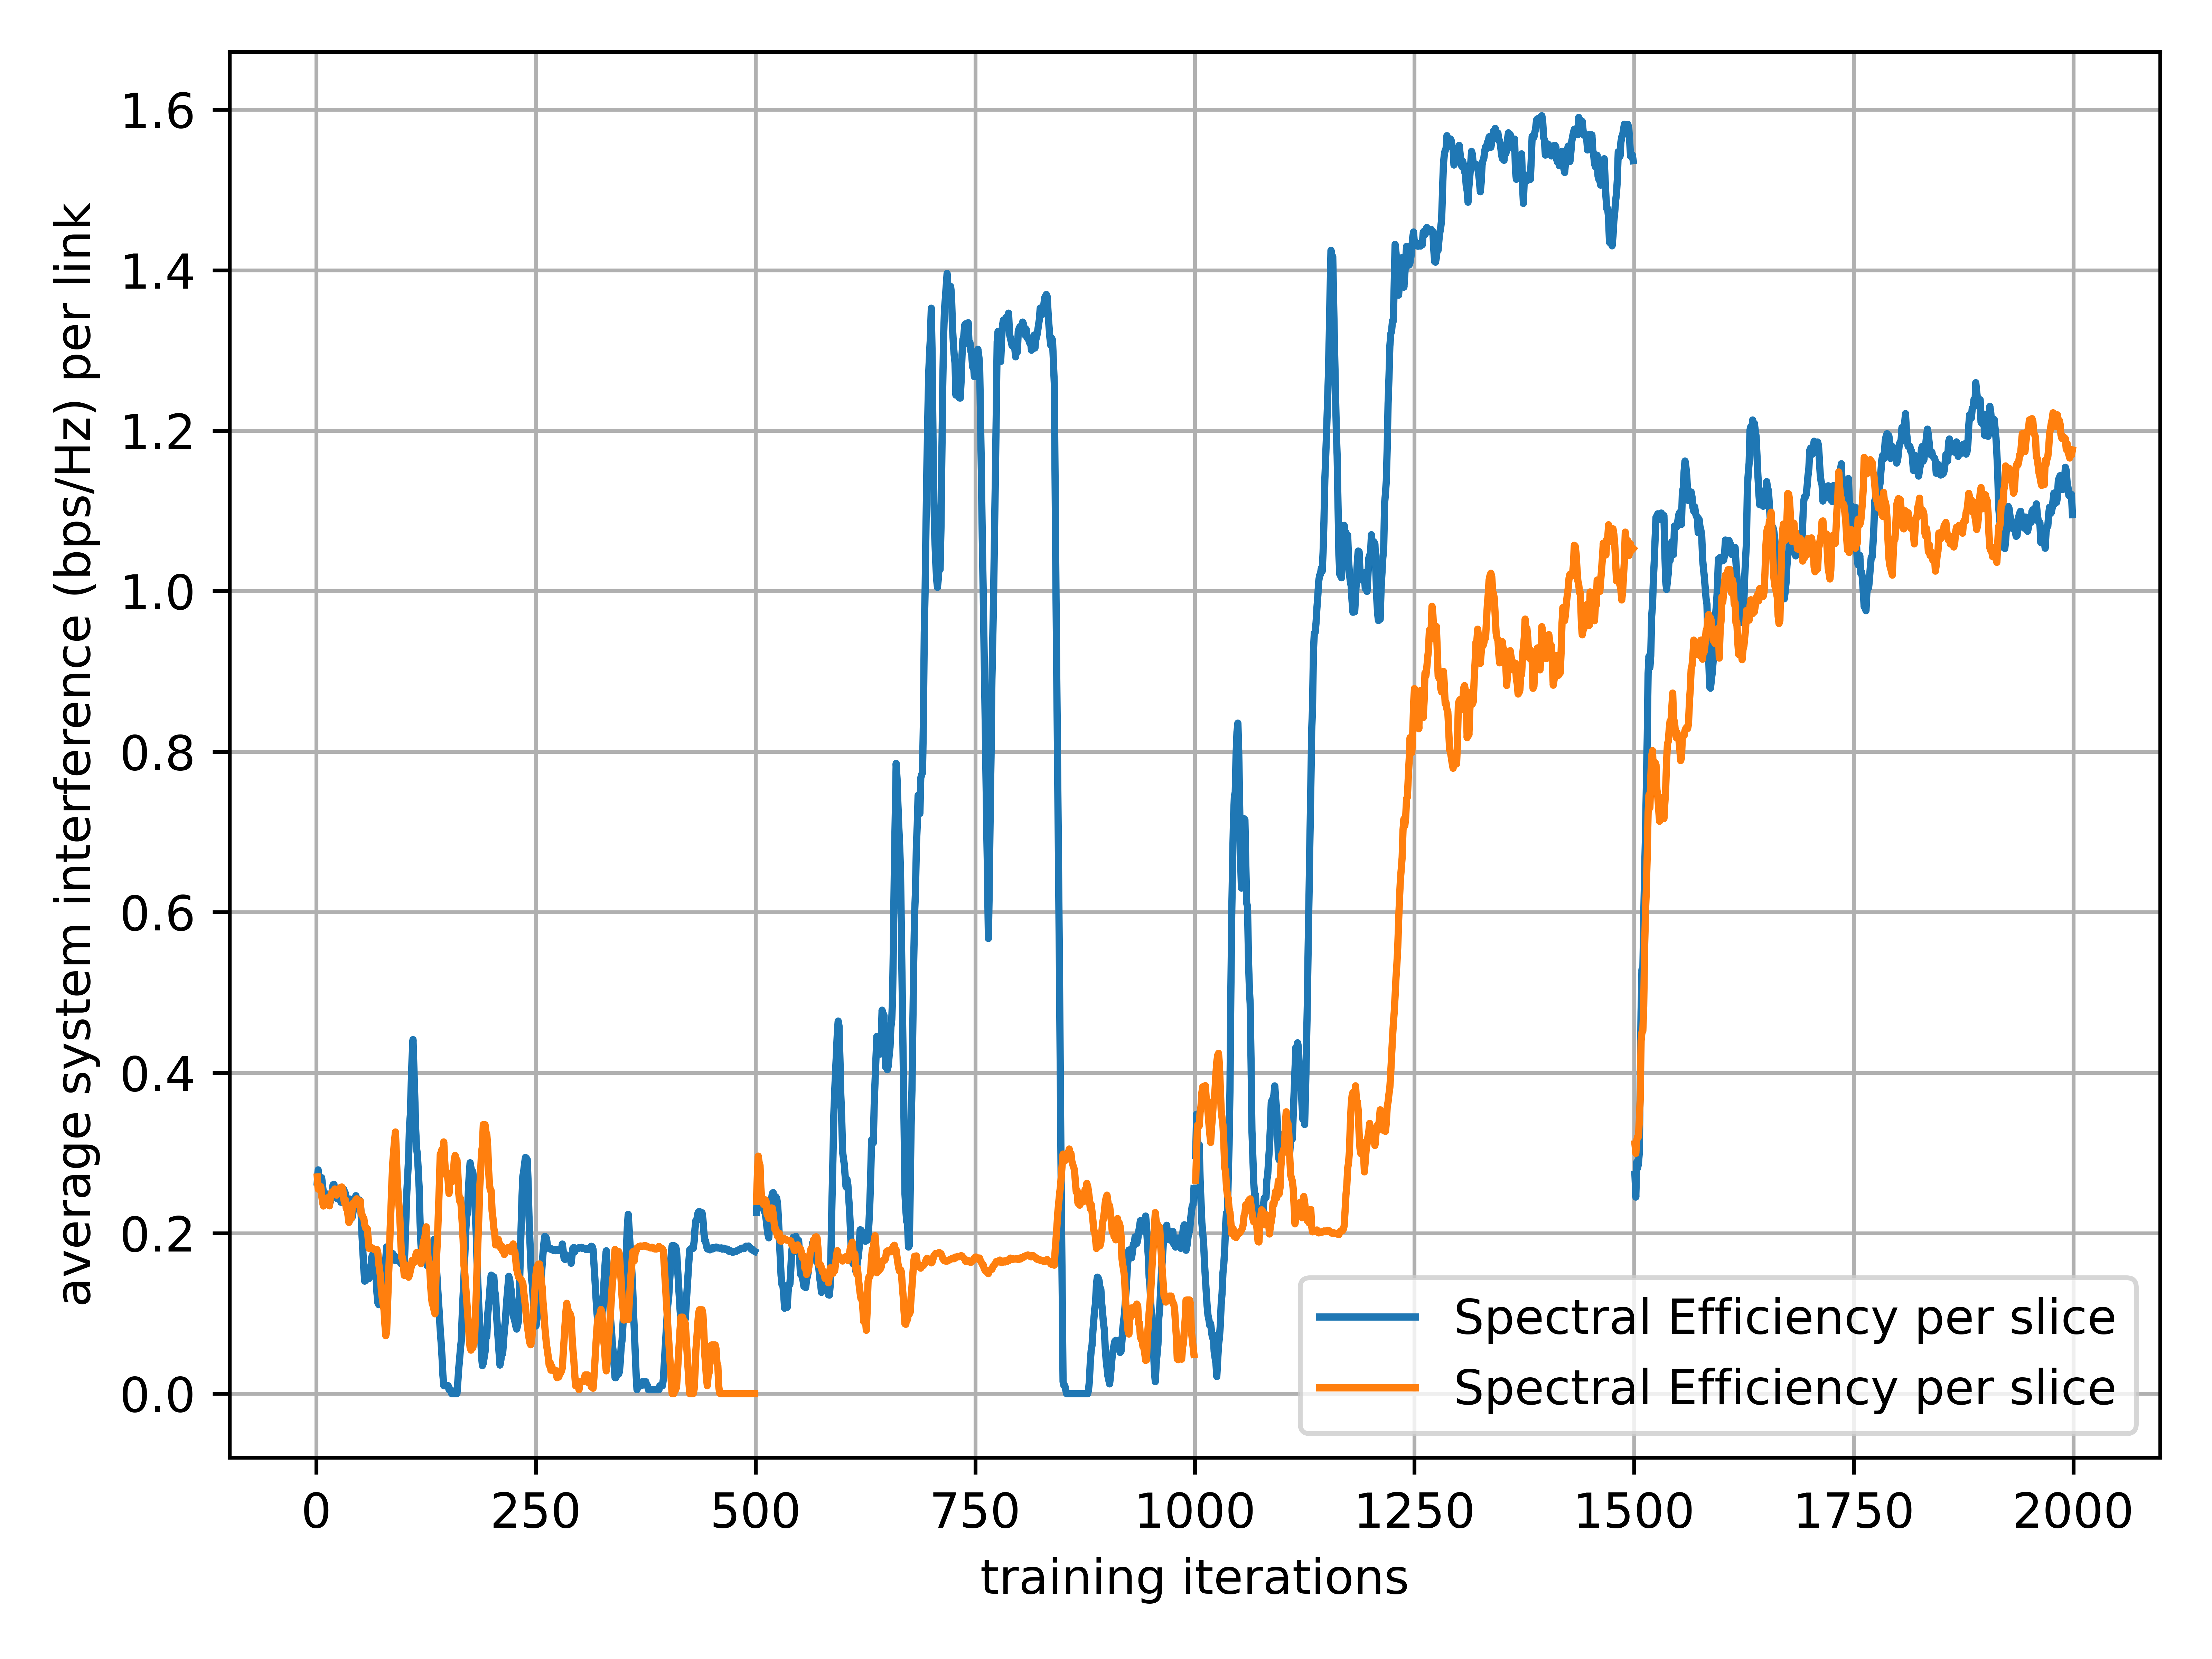 average system interference (bps/Hz) per link
1.6
1.4
1.2
1.0
0.8
0.6
0.4
0.2
0.0
Spectral Efficiency per slice
Spectral Efficiency per slice
0 250 500 750 1000 1250 1500 1750 2000
training iterations